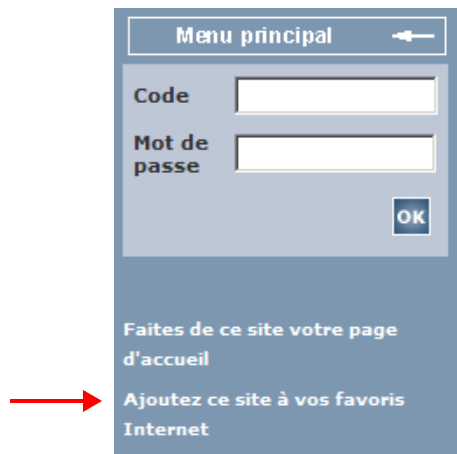 Menu principal
Code
Mot de
passe
OK
Faites de ce site votre page
d'accueil
Ajoutez ce site à vos favoris
Internet